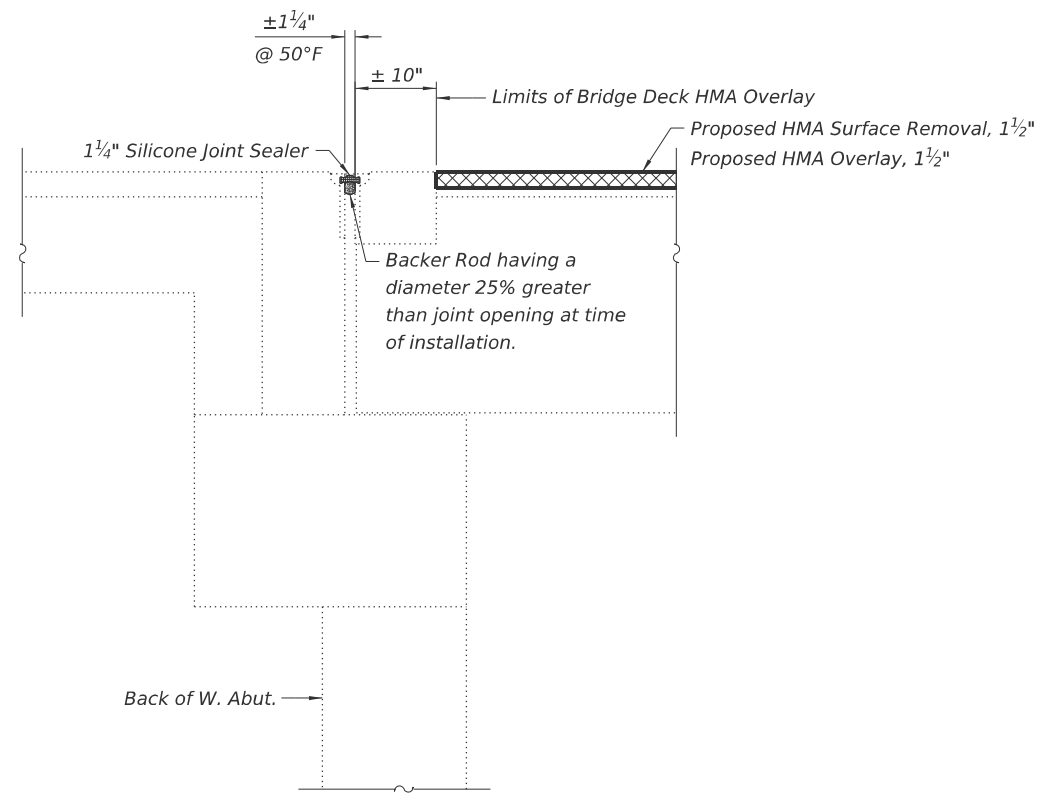 ±1¼"
@ 50°F
± 10"
Limits of Bridge Deck HMA Overlay
Proposed HMA Surface Removal, 1½"
1¼" Silicone Joint Sealer
Proposed HMA Overlay, 1½"
Backer Rod having a
diameter 25% greater
than joint opening at time
of installation.
Back of W. Abut.